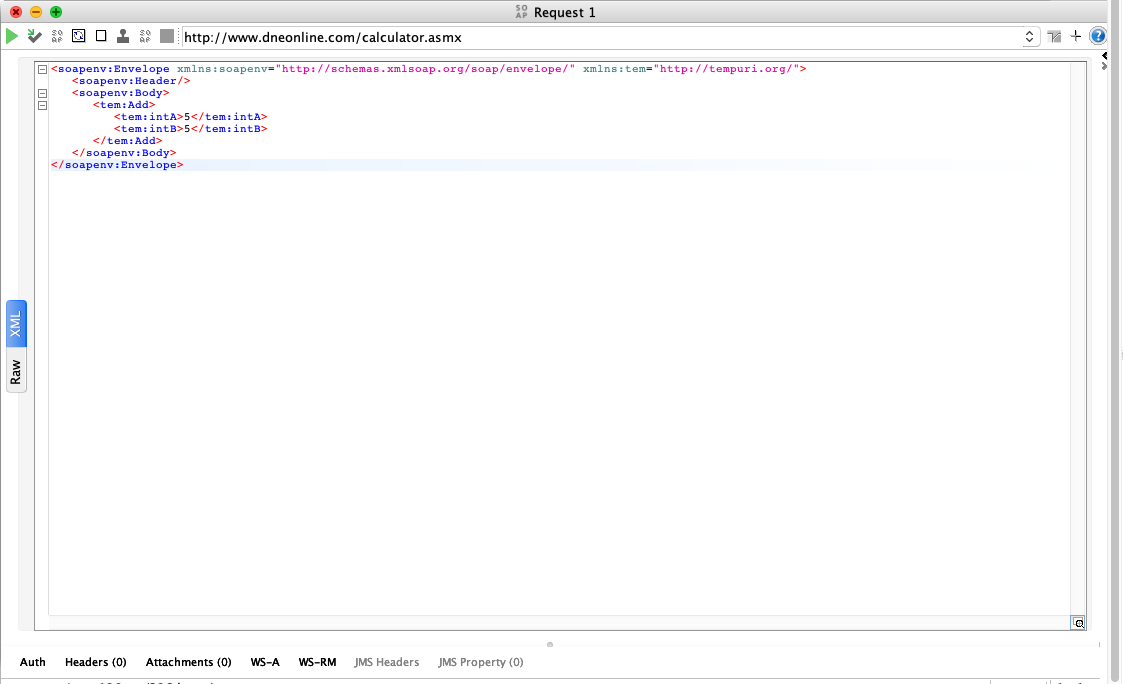 SO
AP Request 1
http://www.dneonline.com/calculator.asmx
<soapenv:Envelope xmlns:soapenv="http://schemas.xmlsoap.org/soap/envelope/" xmlns:tem="http://tempuri.org/">
<soapenv:Header/>
<soapenv:Body>
<tem:Add>
<tem:intA>5</tem:intA>
<tem:intB>5</tem:intB>
</tem:Add>
</soapenv:Body>
</soapenv:Envelope>
XML
Raw
Auth Headers (0) Attachments (0) WS-A WS-RM JMS Headers JMS Property (0)